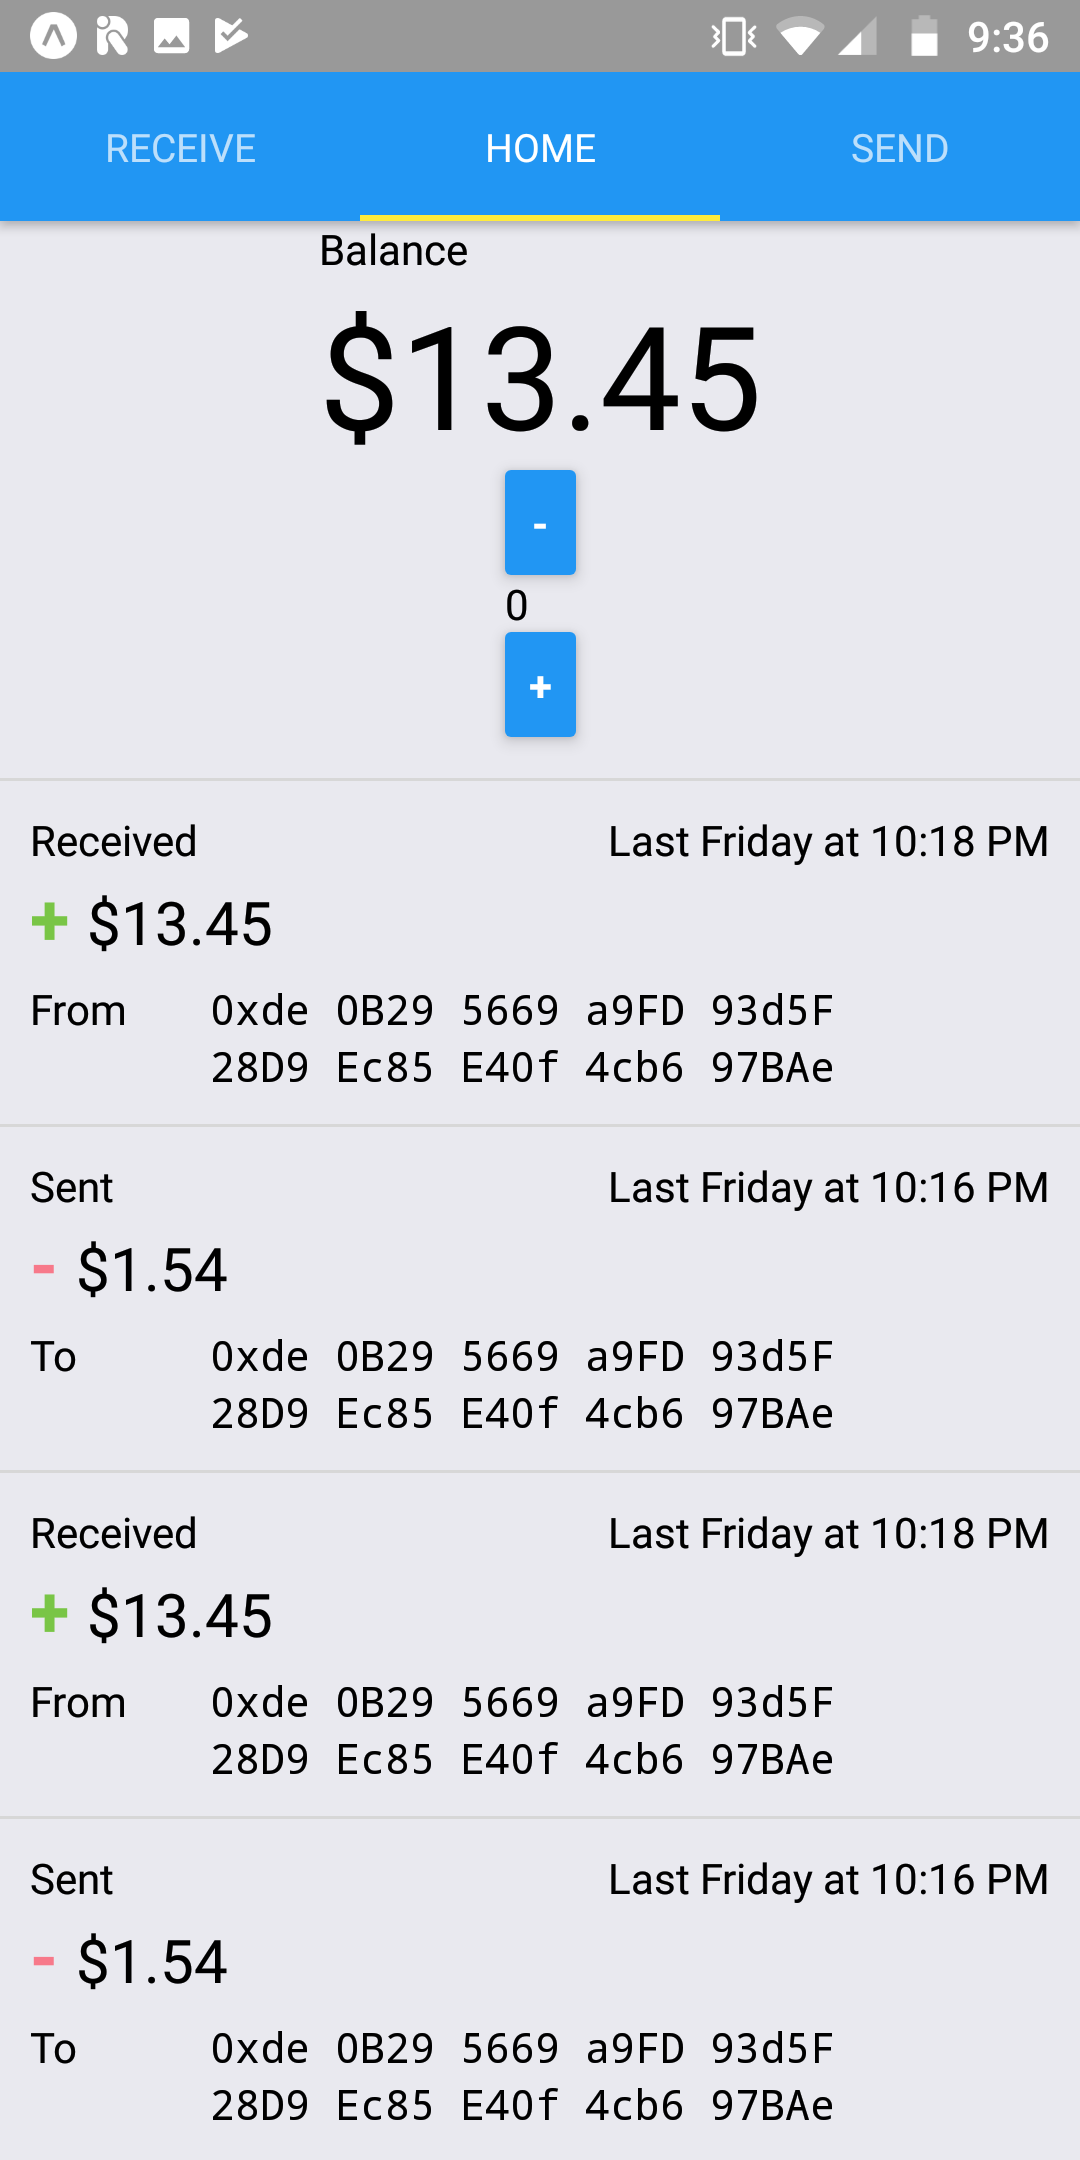 9:36
RECEIVE HOME SEND
Balance
$13.45
-
0
+
Received Last Friday at 10:18 PM
+ $13.45
From 0xde 0B29 5669 a9FD 93d5F
28D9 Ec85 E40f 4cb6 97BAe
Sent Last Friday at 10:16 PM
- $1.54
To 0xde 0B29 5669 a9FD 93d5F
28D9 Ec85 E40f 4cb6 97BAe
Received Last Friday at 10:18 PM
+ $13.45
From 0xde 0B29 5669 a9FD 93d5F
28D9 Ec85 E40f 4cb6 97BAe
Sent Last Friday at 10:16 PM
- $1.54
To 0xde 0B29 5669 a9FD 93d5F
28D9 Ec85 E40f 4cb6 97BAe